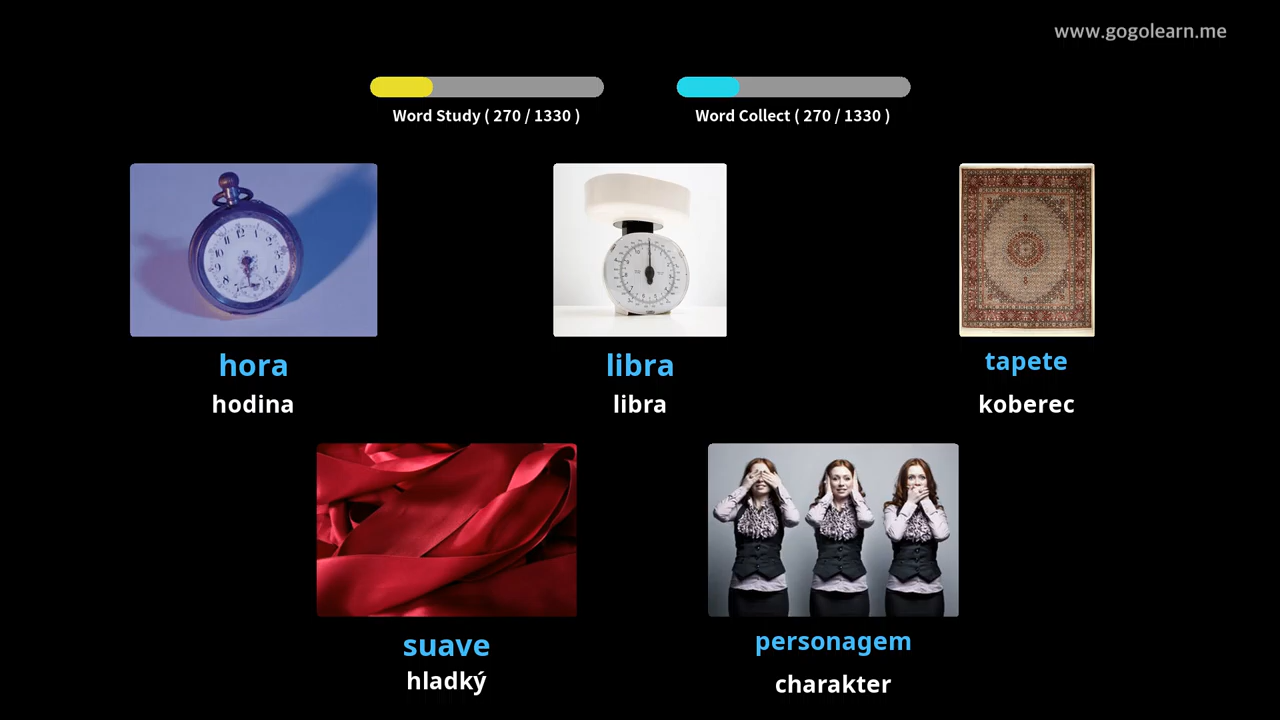 www.gogolearn.me
Word Study ( 270 / 1330 )
Word Collect ( 270 / 1330 )
hora
hodina
libra
libra
tapete
koberec
suave
hladký
personagem
charakter